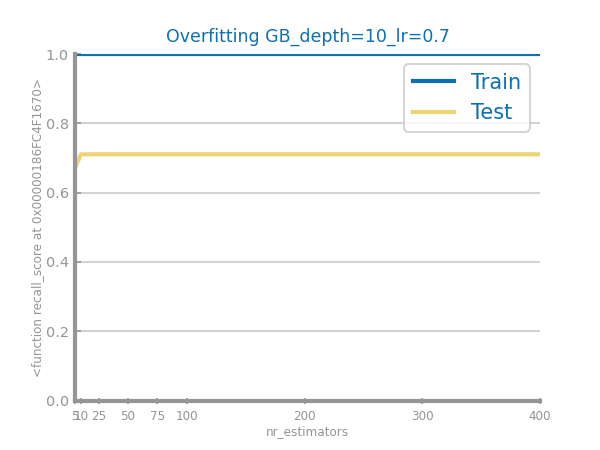 Overfitting GB_depth=10_lr=0.7
<function recall_score at 0x00000186FC4F1670>
1.0
0.8
0.6
0.4
0.2
0.0
Train
Test
5 10 25 50 75 100 200 300 400
nr_estimators